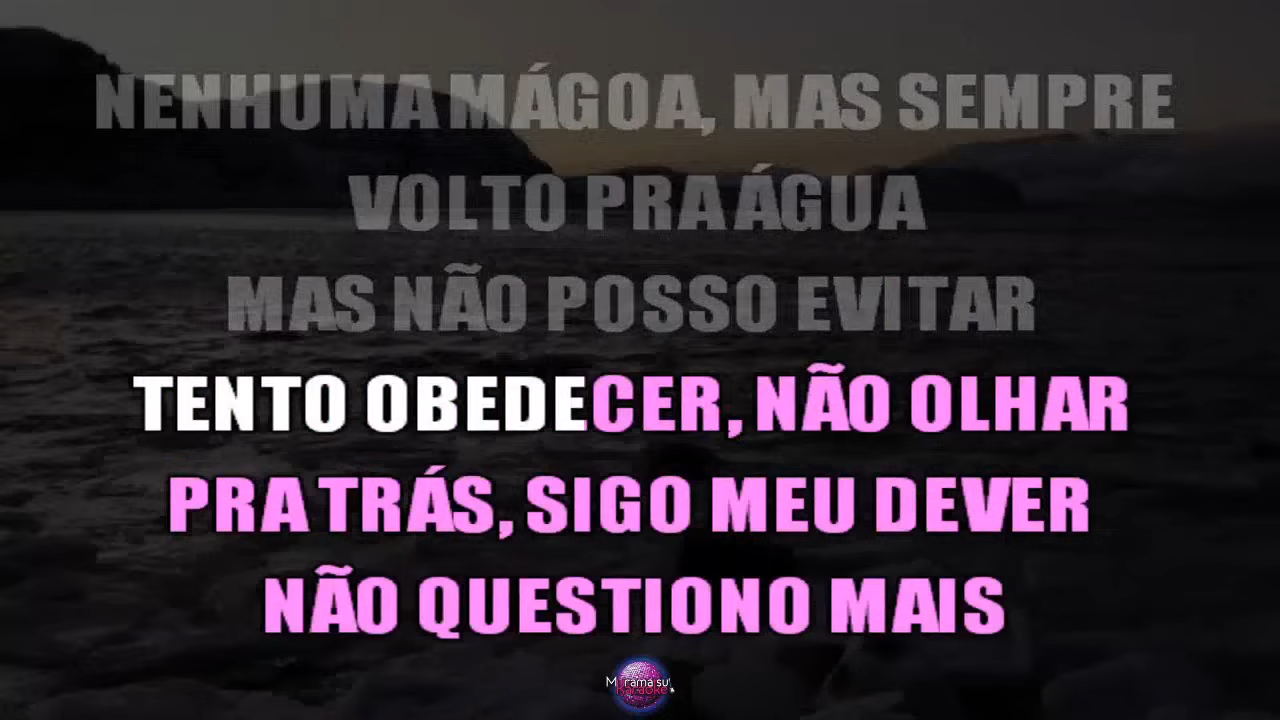 NENHUMA MÁGOA, MAS SEMPRE
VOLTO PRA ÁGUA
MAS NÃO POSSO EVITAR
TENTO OBEDECER, NÃO OLHAR
PRA TRÁS, SIGO MEU DEVER
NÃO QUESTIONO MAIS
Karaoke